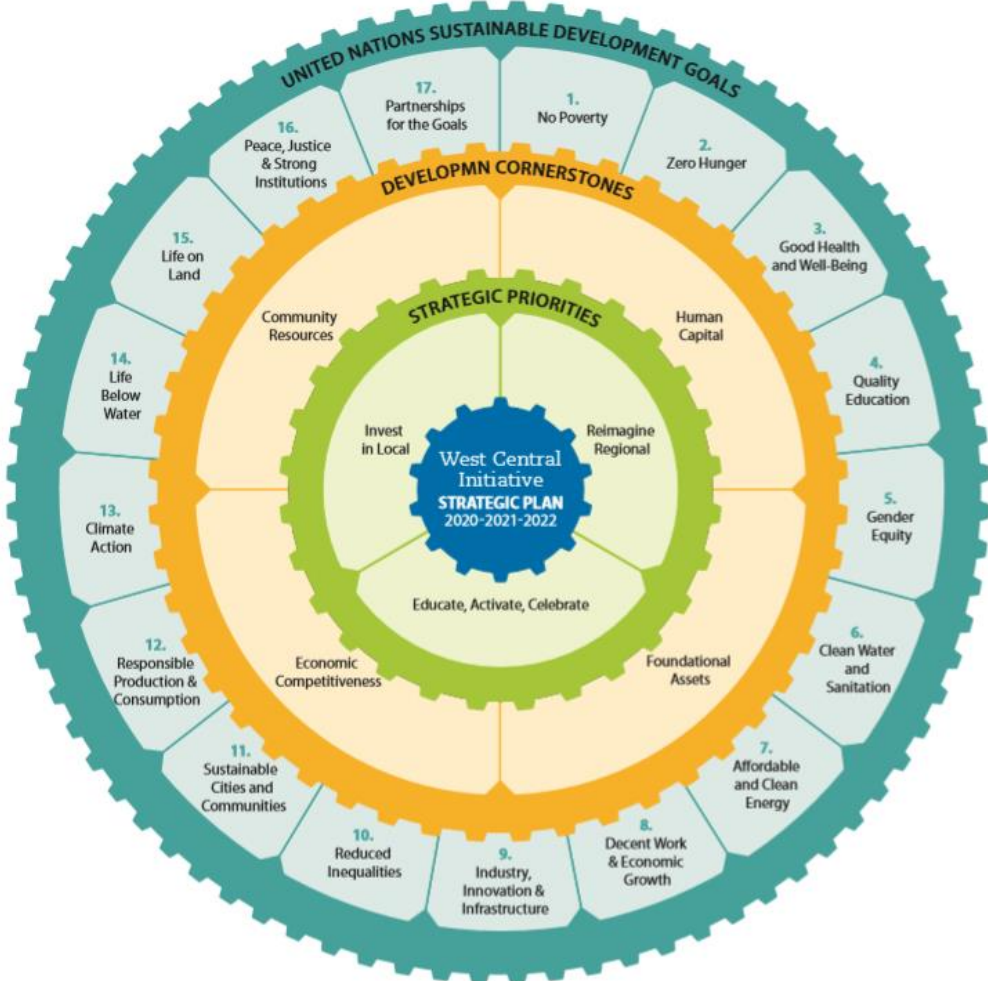 UNITED NATIONS SUSTAINABLE DEVELOPMENT GOALS
1.
No Poverty
2.
Zero Hunger
3.
Good Health
and Well-Being
4.
Quality
Education
5.
Gender
Equity
6.
Clean Water
and
Sanitation
7.
Affordable
and Clean
Energy
8.
Decent Work
& Economic
Growth
9.
Industry,
Innovation &
Infrastructure
10.
Reduced
Inequalities
11.
Sustainable
Cities and
Communities
12.
Responsible
Production &
Consumption
13.
Climate
Action
14.
Life
Below
Water
15.
Life on
Land
16.
Peace, Justice
& Strong
Institutions
17.
Partnerships
for the Goals
DEVELOPMN CORNERSTONES
Community
Resources
Human
Capital
Economic
Competitiveness
Foundational
Assets
STRATEGIC PRIORITIES
Invest
in Local
Reimagine
Regional
Educate, Activate, Celebrate
West Central
Initiative
STRATEGIC PLAN
2020-2021-2022